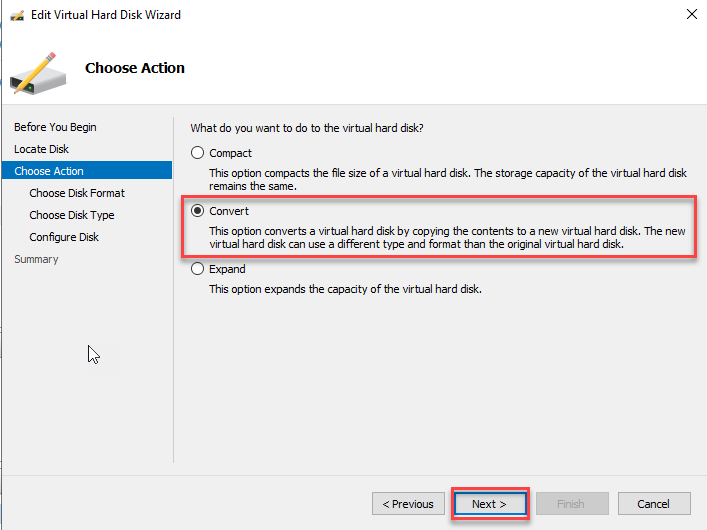 Edit Virtual Hard Disk Wizard
Choose Action
Before You Begin
Locate Disk
Choose Action
Choose Disk Format
Choose Disk Type
Configure Disk
Summary
What do you want to do to the virtual hard disk?
Compact
This option compacts the file size of a virtual hard disk. The storage capacity of the virtual hard disk
remains the same.
Convert
This option converts a virtual hard disk by copying the contents to a new virtual hard disk. The new
virtual hard disk can use a different type and format than the original virtual hard disk.
Expand
This option expands the capacity of the virtual hard disk.
< Previous
Next >
Finish
Cancel